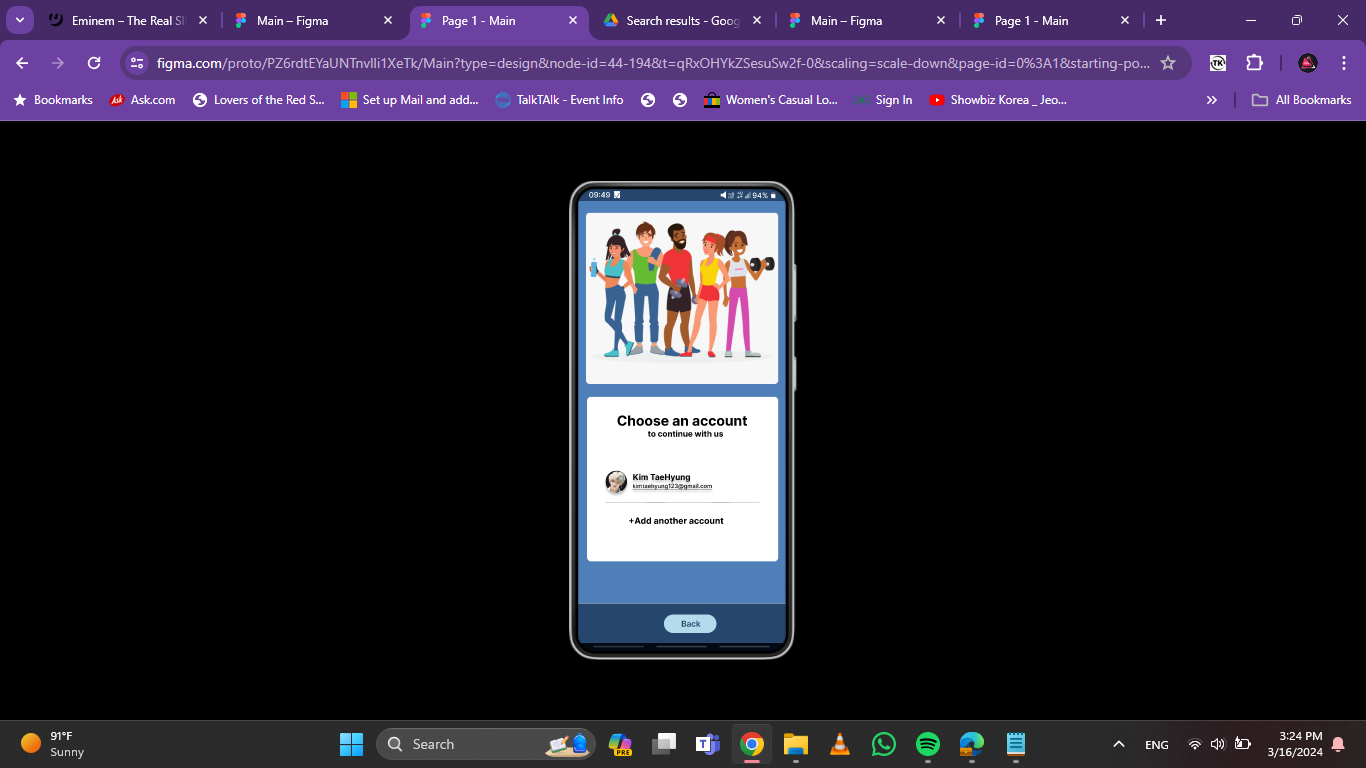 Eminem – The Real Sl
Main – Figma
Page 1 - Main
Search results - Goog
Main – Figma
Page 1 - Main
figma.com/proto/PZ6rdtEYaUNTnvlli1XeTk/Main?type=design&node-id=44-194&t=qRxOHYkZSesuSw2f-0&scaling=scale-down&page-id=0%3A1&starting-po...
Bookmarks
Ask.com
Lovers of the Red S...
Set up Mail and add...
TalkTAlk - Event Info
Women's Casual Lo...
Sign In
Showbiz Korea _ Jeo...
All Bookmarks
09:49
94%
Choose an account
to continue with us
Kim TaeHyung
kimtaehyung123@gmail.com
+Add another account
Back
91°F
Sunny
Search
PRE
ENG
3:24 PM
3/16/2024